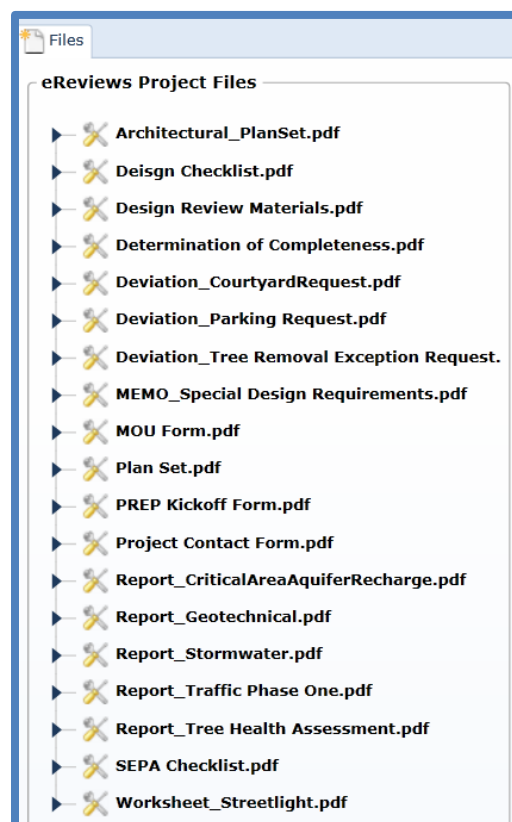 Files
eReviews Project Files
Architectural_PlanSet.pdf
Deisgn Checklist.pdf
Design Review Materials.pdf
Determination of Completeness.pdf
Deviation_CourtyardRequest.pdf
Deviation_Parking Request.pdf
Deviation_Tree Removal Exception Request.
MEMO_Special Design Requirements.pdf
MOU Form.pdf
Plan Set.pdf
PREP Kickoff Form.pdf
Project Contact Form.pdf
Report_CriticalAreaAquiferRecharge.pdf
Report_Geotechnical.pdf
Report_Stormwater.pdf
Report_Traffic Phase One.pdf
Report_Tree Health Assessment.pdf
SEPA Checklist.pdf
Worksheet_Streetlight.pdf